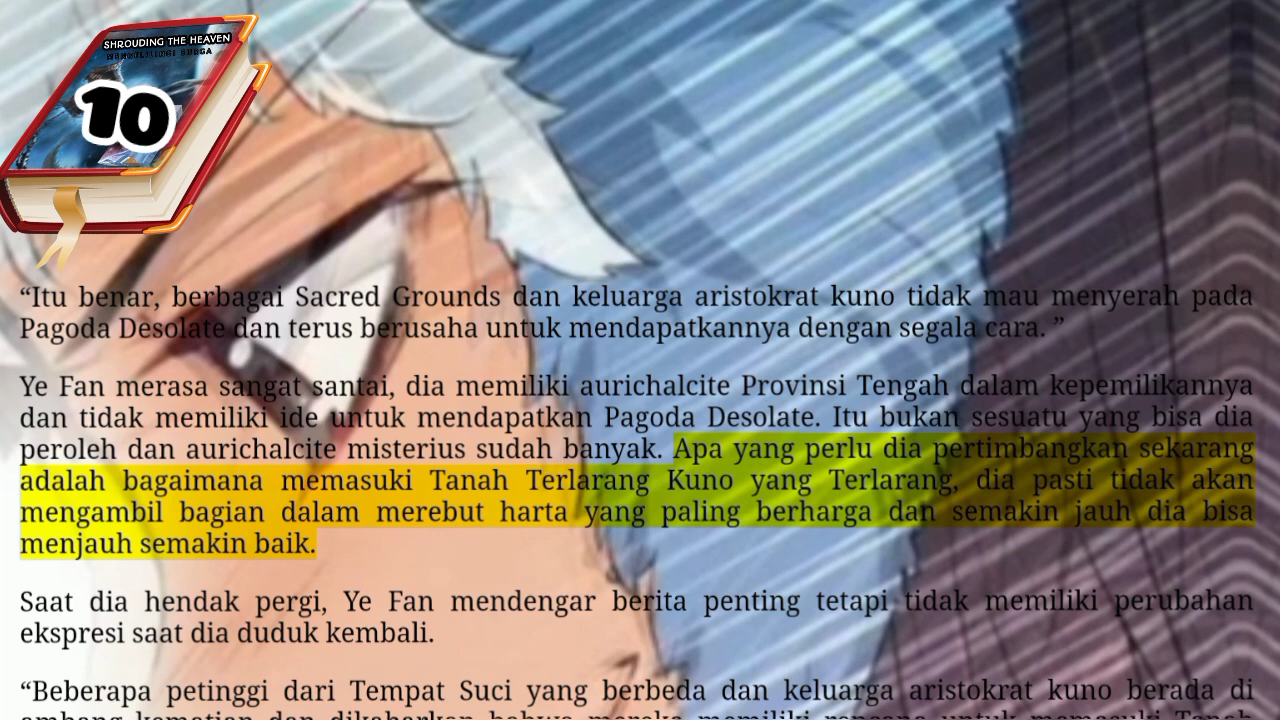 SHROUDING THE HEAVEN
10
“Itu benar, berbagai Sacred Grounds dan keluarga aristokrat kuno tidak mau menyerah pada
Pagoda Desolate dan terus berusaha untuk mendapatkannya dengan segala cara. ”
Ye Fan merasa sangat santai, dia memiliki aurichalcite Provinsi Tengah dalam kepemilikannya
dan tidak memiliki ide untuk mendapatkan Pagoda Desolate. Itu bukan sesuatu yang bisa dia
peroleh dan aurichalcite misterius sudah banyak. Apa yang perlu dia pertimbangkan sekarang
adalah bagaimana memasuki Tanah Terlarang Kuno yang Terlarang, dia pasti tidak akan
mengambil bagian dalam merebut harta yang paling berharga dan semakin jauh dia bisa
menjauh semakin baik.
Saat dia hendak pergi, Ye Fan mendengar berita penting tetapi tidak memiliki perubahan
ekspresi saat dia duduk kembali.
“Beberapa petinggi dari Tempat Suci yang berbeda dan keluarga aristokrat kuno berada di